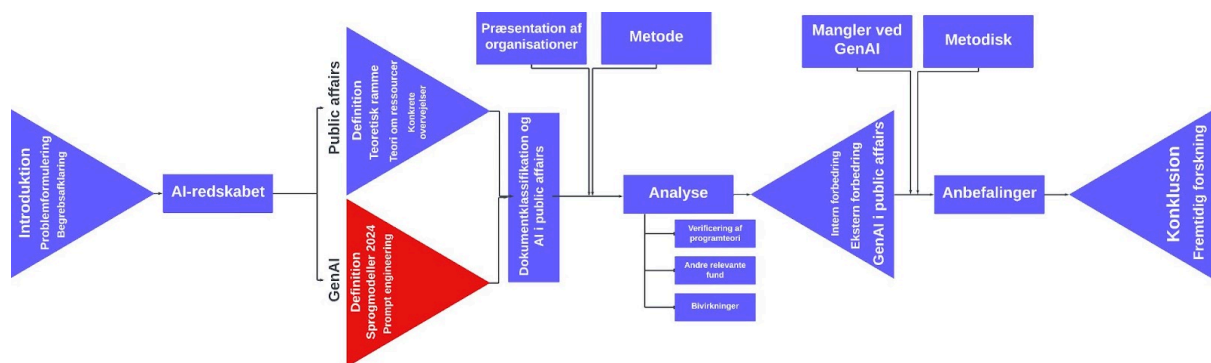 Introduktion
Problemformulering
Begrebsafklaring
AI-redskabet
Public affairs
Definition
Teoretisk ramme
Teori om ressourcer
Konkrete
overvejelser
GenAI
Definition
Sprogmodeller 2024
Prompt engineering
Dokumentklassifikation og
AI i public affairs
Præsentation af
organisationer
Metode
Analyse
Verificering af
programteori
Andre relevante
fund
Bivirkninger
Intern forbedring
Ekstern forbedring
GenAI i public affairs
Mangler ved
GenAI
Metodisk
Anbefalinger
Konklusion
Fremtidig forskning